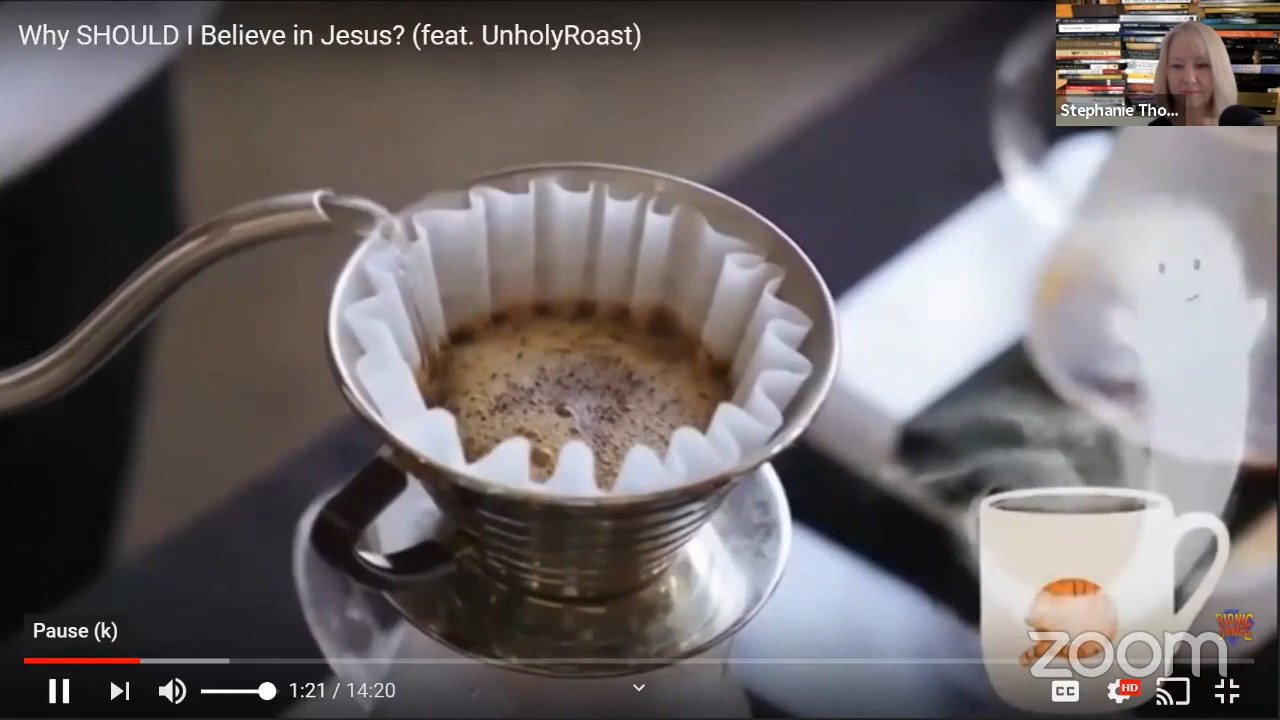 Why SHOULD I Believe in Jesus? (feat. UnholyRoast)
Stephanie Tho...
Pause (k)
1:21 / 14:20
CC
HD
zoom